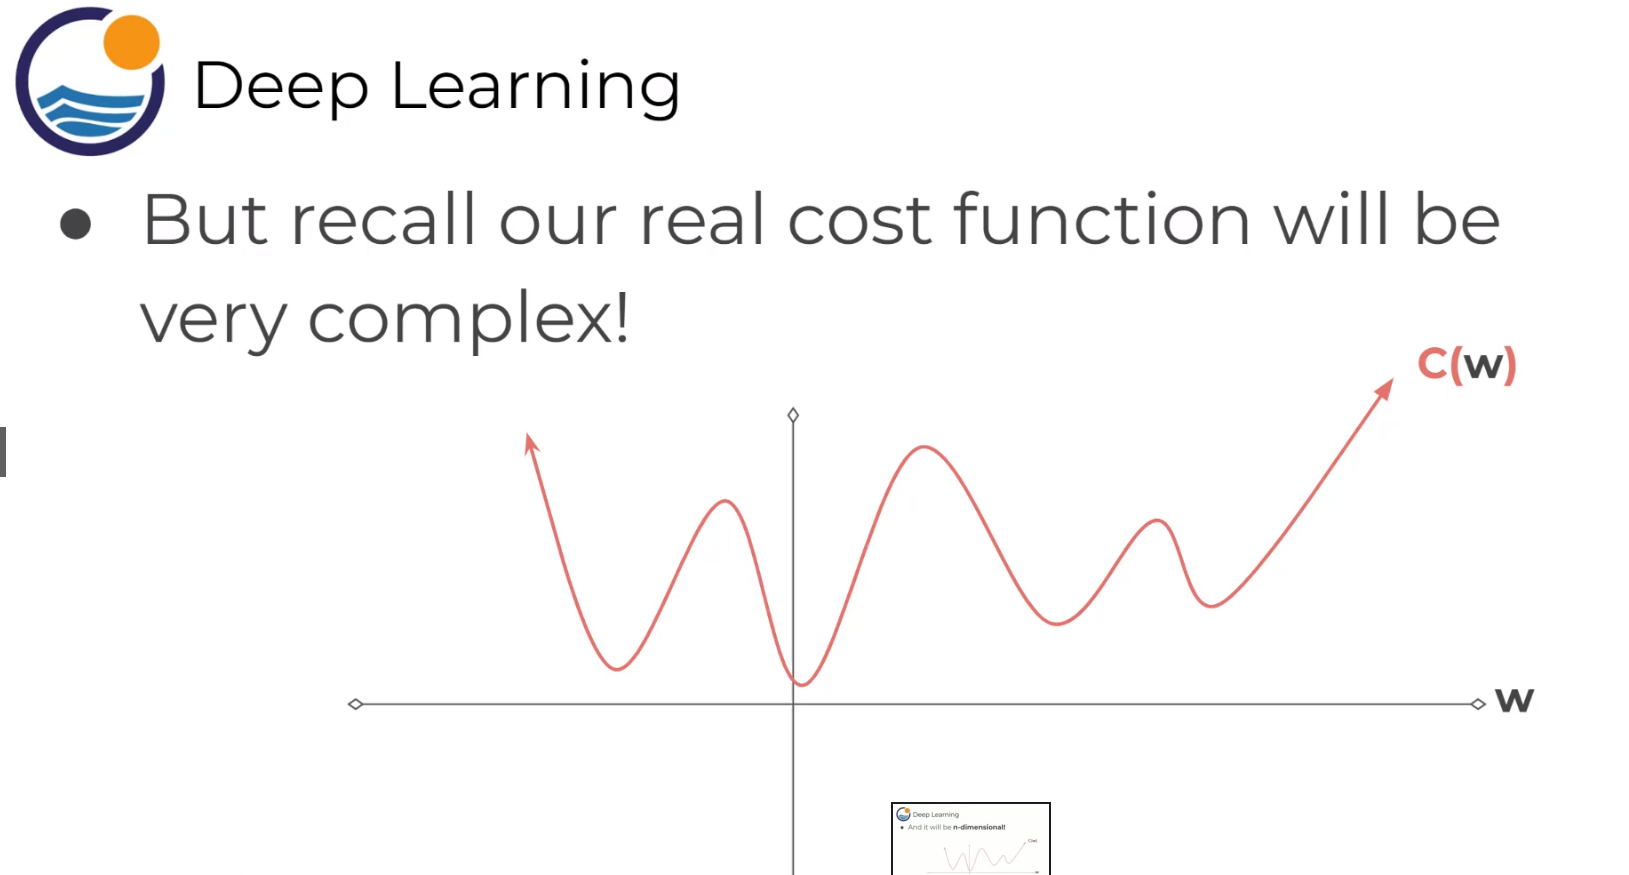 Deep Learning
● But recall our real cost function will be
very complex!
C(w)
w
Deep Learning
● And it will be n-dimensional!
C(w)